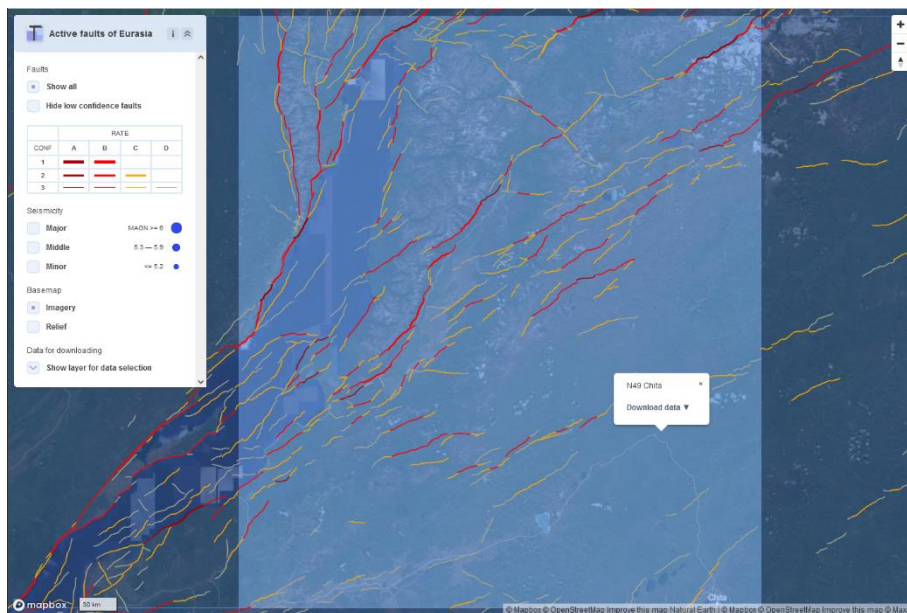 Active faults of Eurasia
i
Faults
Show all
Hide low confidence faults
RATE
CONF A B C D
1
2
3
Seismicity
Major MAGN >= 6
Middle 5.3 — 5.9
Minor <= 5.2
Basemap
Imagery
Relief
Data for downloading
Show layer for data selection
+
−
N49 Chita ×
Download data ▼
Chita
mapbox 30 km
© Mapbox © OpenStreetMap Improve this map Natural Earth | © Mapbox © OpenStreetMap Improve this map © Max